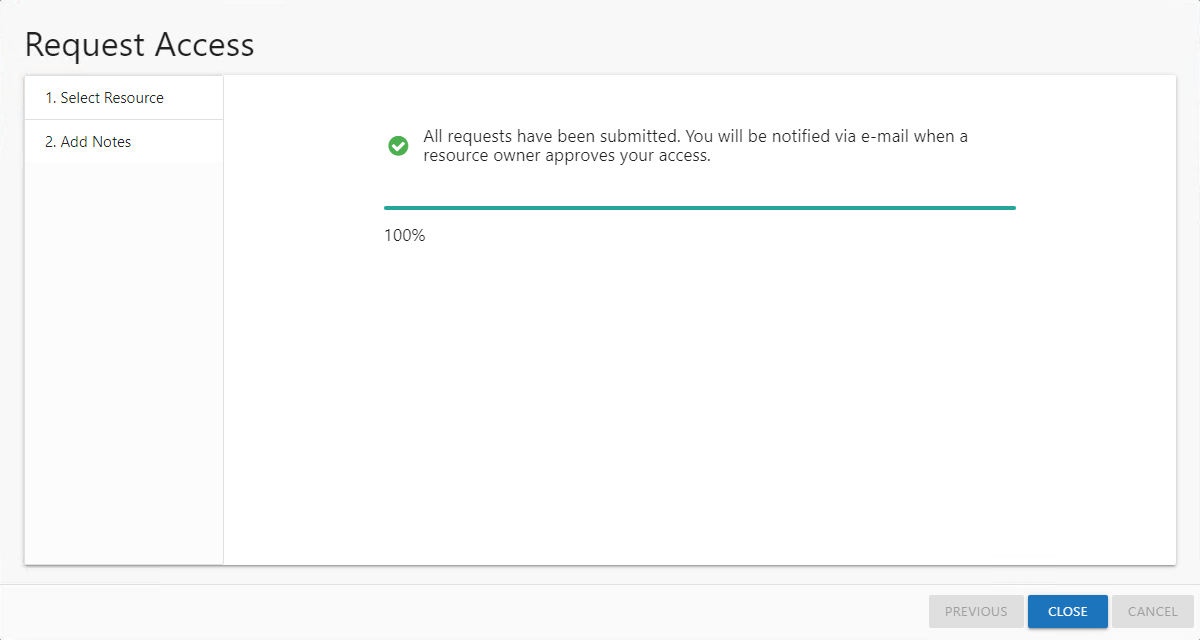 Request Access
1. Select Resource
2. Add Notes
All requests have been submitted. You will be notified via e-mail when a
resource owner approves your access.
100%
PREVIOUS
CLOSE
CANCEL